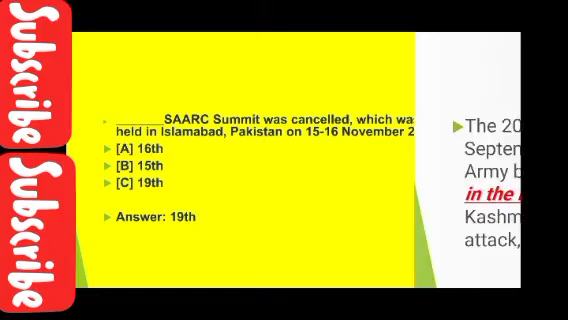 Subscribe
Subscribe
______SAARC Summit was cancelled, which was
held in Islamabad, Pakistan on 15-16 November 2
[A] 16th
[B] 15th
[C] 19th
Answer: 19th
The 20
Septem
Army b
in the
Kashm
attack,